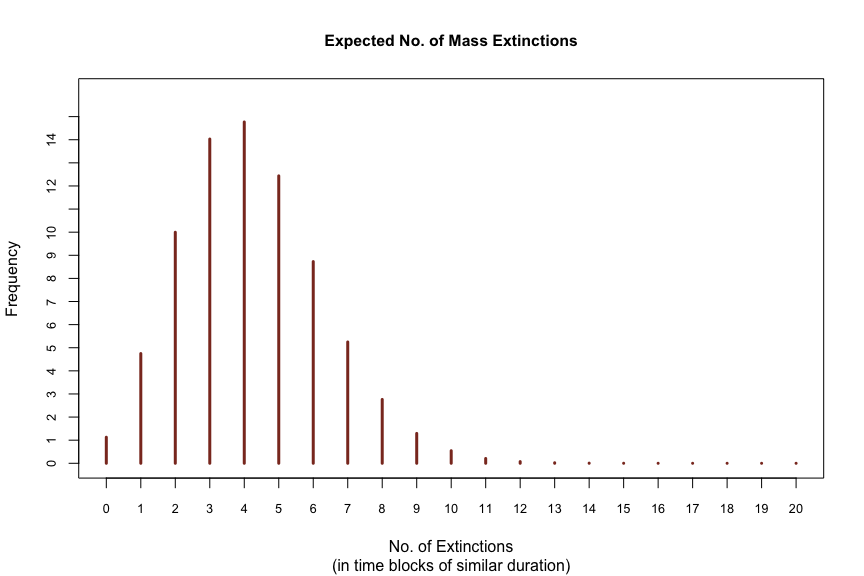 Expected No. of Mass Extinctions
Frequency
14
12
10
9
8
7
6
5
4
3
2
1
0
0 1 2 3 4 5 6 7 8 9 10 11 12 13 14 15 16 17 18 19 20
No. of Extinctions
(in time blocks of similar duration)